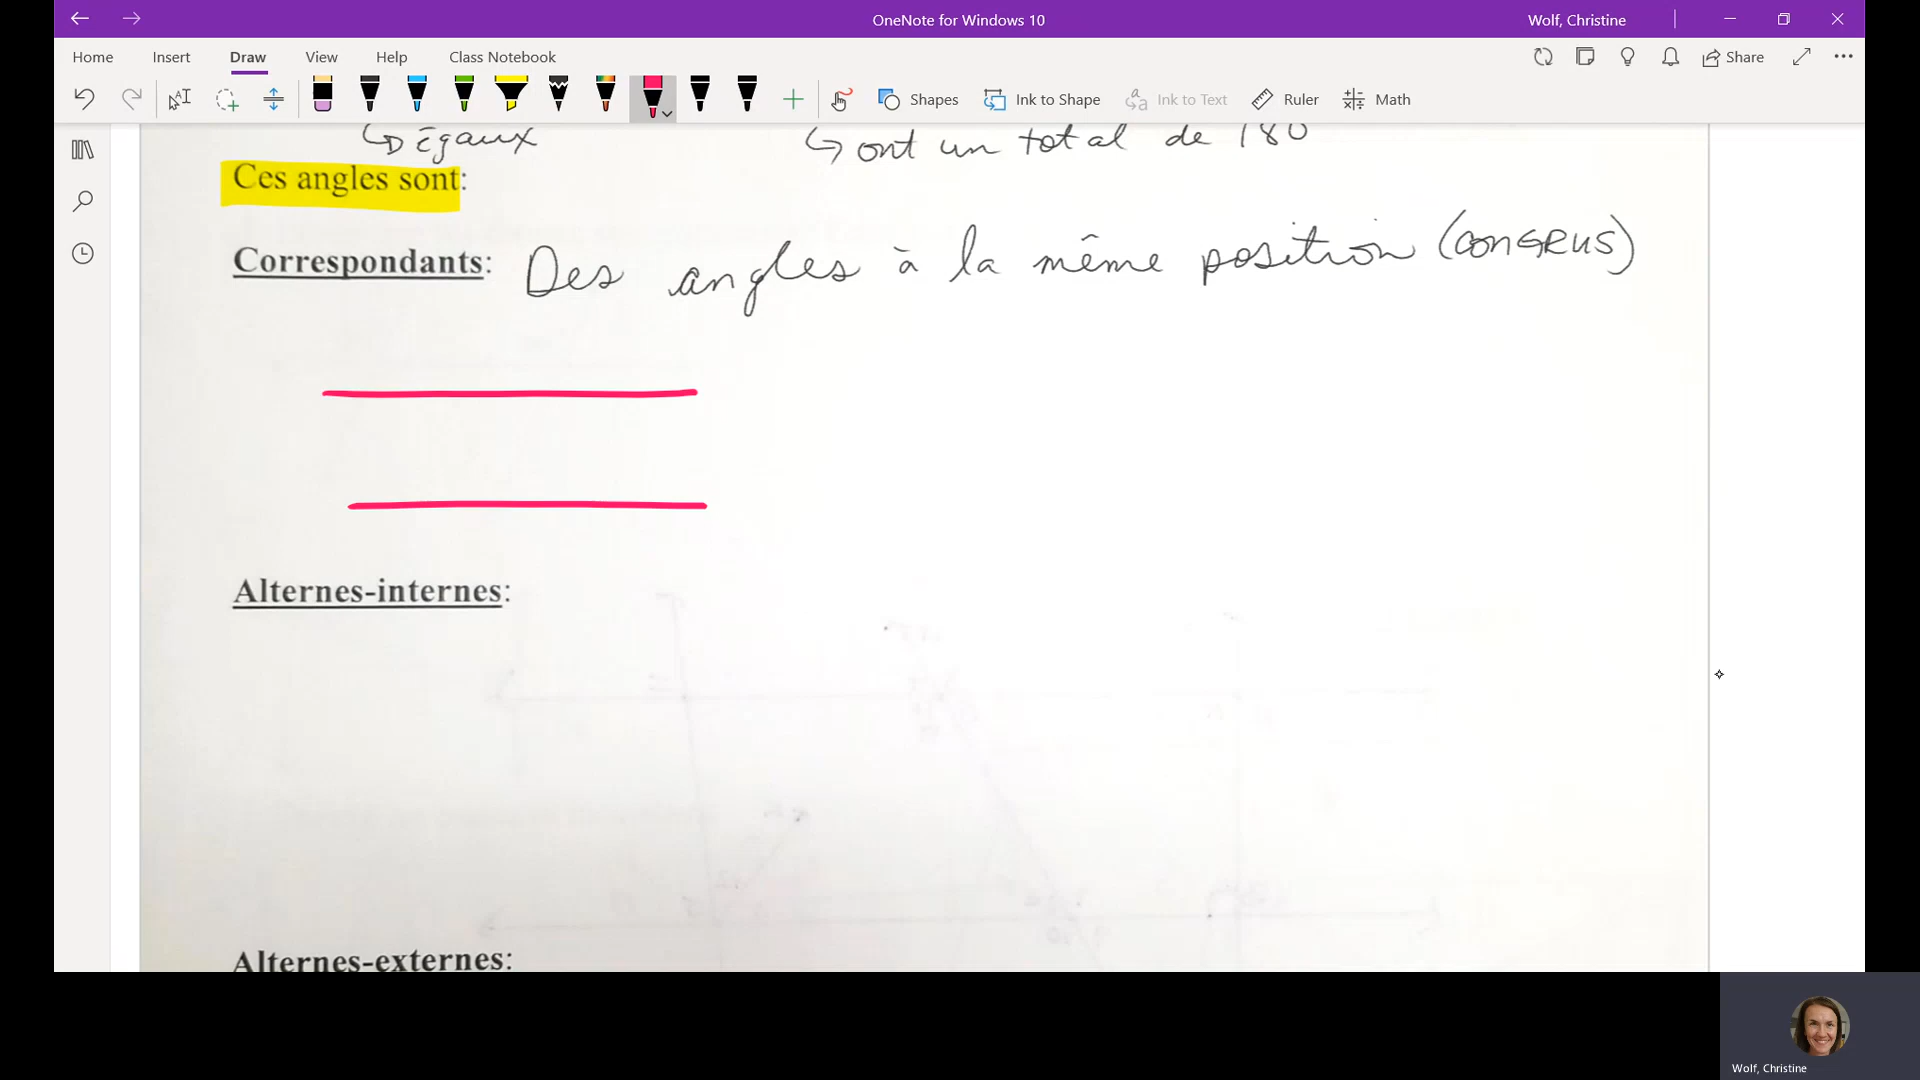 OneNote for Windows 10
Wolf, Christine
Home Insert Draw View Help Class Notebook
Share
Shapes Ink to Shape Ink to Text Ruler Math
Égaux
ont un total de 180
Ces angles sont:
Correspondants: Des angles à la même position (CONGRUS)
Alternes-internes:
Alternes-externes:
Wolf, Christine